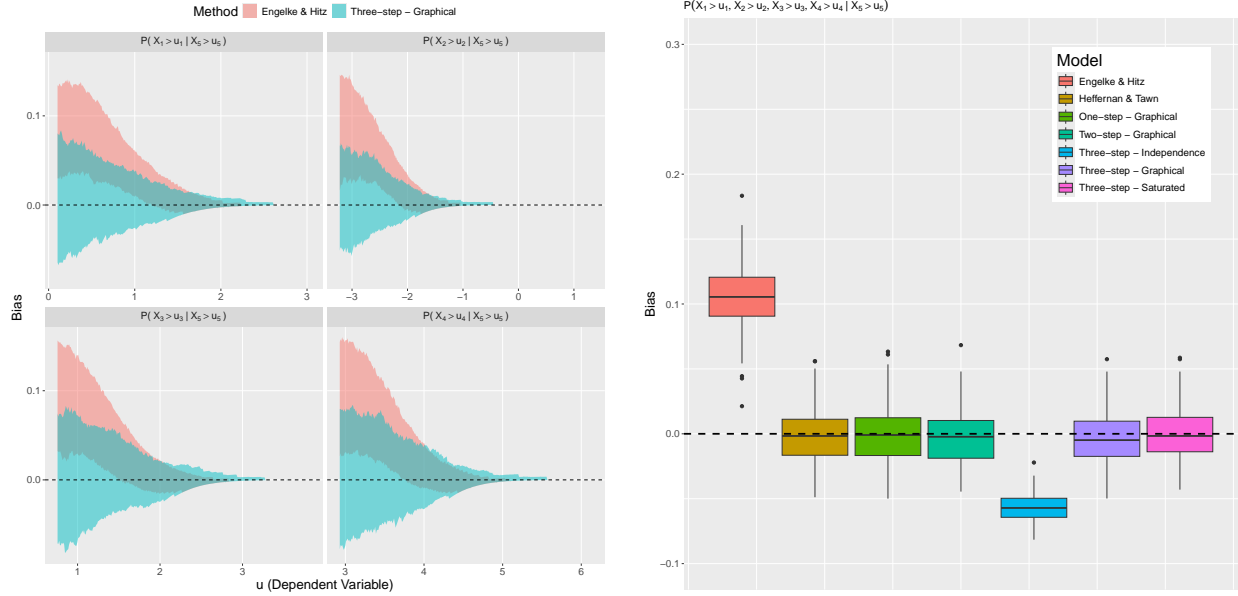 Method Engelke & Hitz Three-step − Graphical
P( X₁ > u₁ | X₅ > u₅ )
P( X₂ > u₂ | X₅ > u₅ )
0.1
0.0
0 1 2 3
−3 −2 −1 0 1
P( X₃ > u₃ | X₅ > u₅ )
P( X₄ > u₄ | X₅ > u₅ )
0.1
0.0
1 2 3
3 4 5 6
Bias
u (Dependent Variable)
P(X₁ > u₁, X₂ > u₂, X₃ > u₃, X₄ > u₄ | X₅ > u₅)
0.3
0.2
0.1
0.0
−0.1
Bias
Model
Engelke & Hitz
Heffernan & Tawn
One−step − Graphical
Two−step − Graphical
Three−step − Independence
Three−step − Graphical
Three−step − Saturated